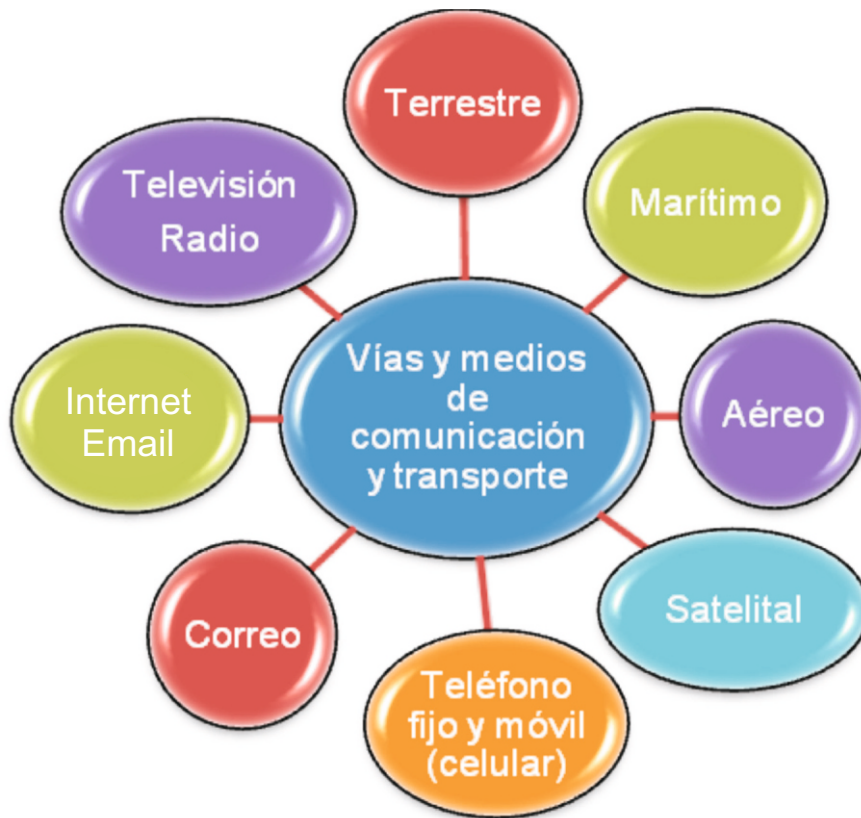 Terrestre
Marítimo
Aéreo
Satelital
Teléfono
fijo y móvil
(celular)
Correo
Internet
Email
Televisión
Radio
Vías y medios
de
comunicación
y transporte